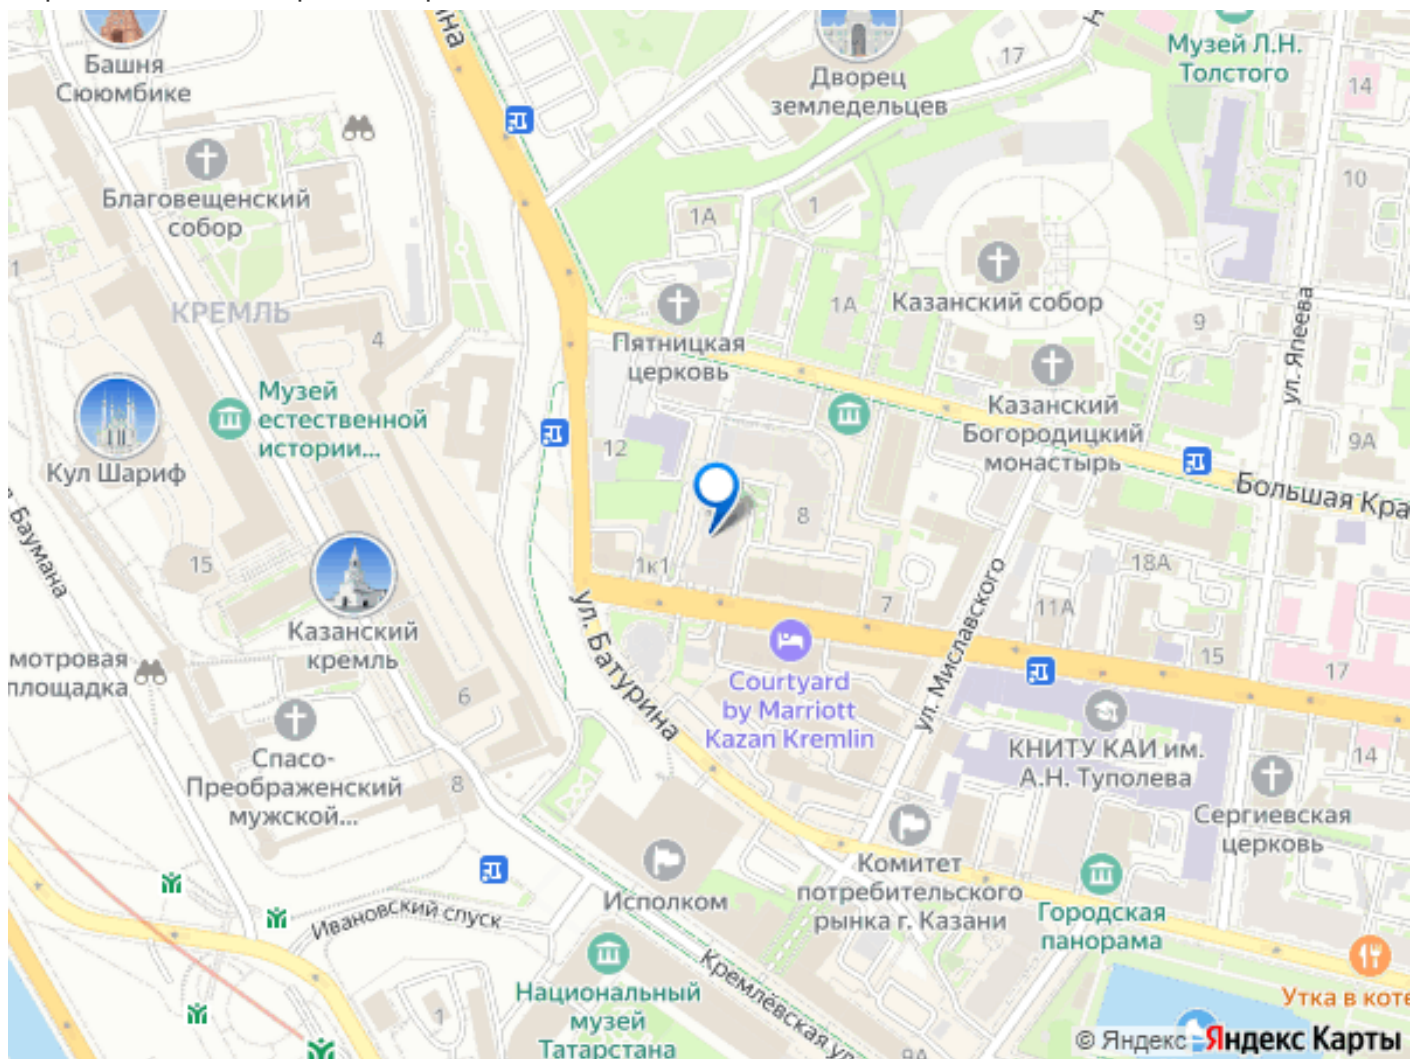 Башня
Сююмбике
ина
17
Дворец
земледельцев
Музей Л.Н.
Толстого
14
Благовещенский
собор
10
1А
1
1
КРЕМЛЬ
4
Казанский собор
1А
9
ул. Япеева
Пятницкая
церковь
Музей
естественной
истории...
Казанский
Богородицкий
монастырь
Кул Шариф
12
9А
Большая Кра
Баумана
15
8
1к1
18А
11А
7
ул. Миславского
Казанский
кремль
ул. Батурина
мотровая
площадка
6
15
17
Courtyard
by Marriott
Kazan Kremlin
КНИТУ КАИ им.
А.Н. Туполева
14
Спасо-
Преображенский
мужской...
8
Сергиевская
церковь
Исполком
Комитет
потребительского
рынка г. Казани
Городская
панорама
Ивановский спуск
Кремлёвская ул.
Национальный
музей
Татарстана
1
9А
Утка в коте
© Яндекс Яндекс Карты